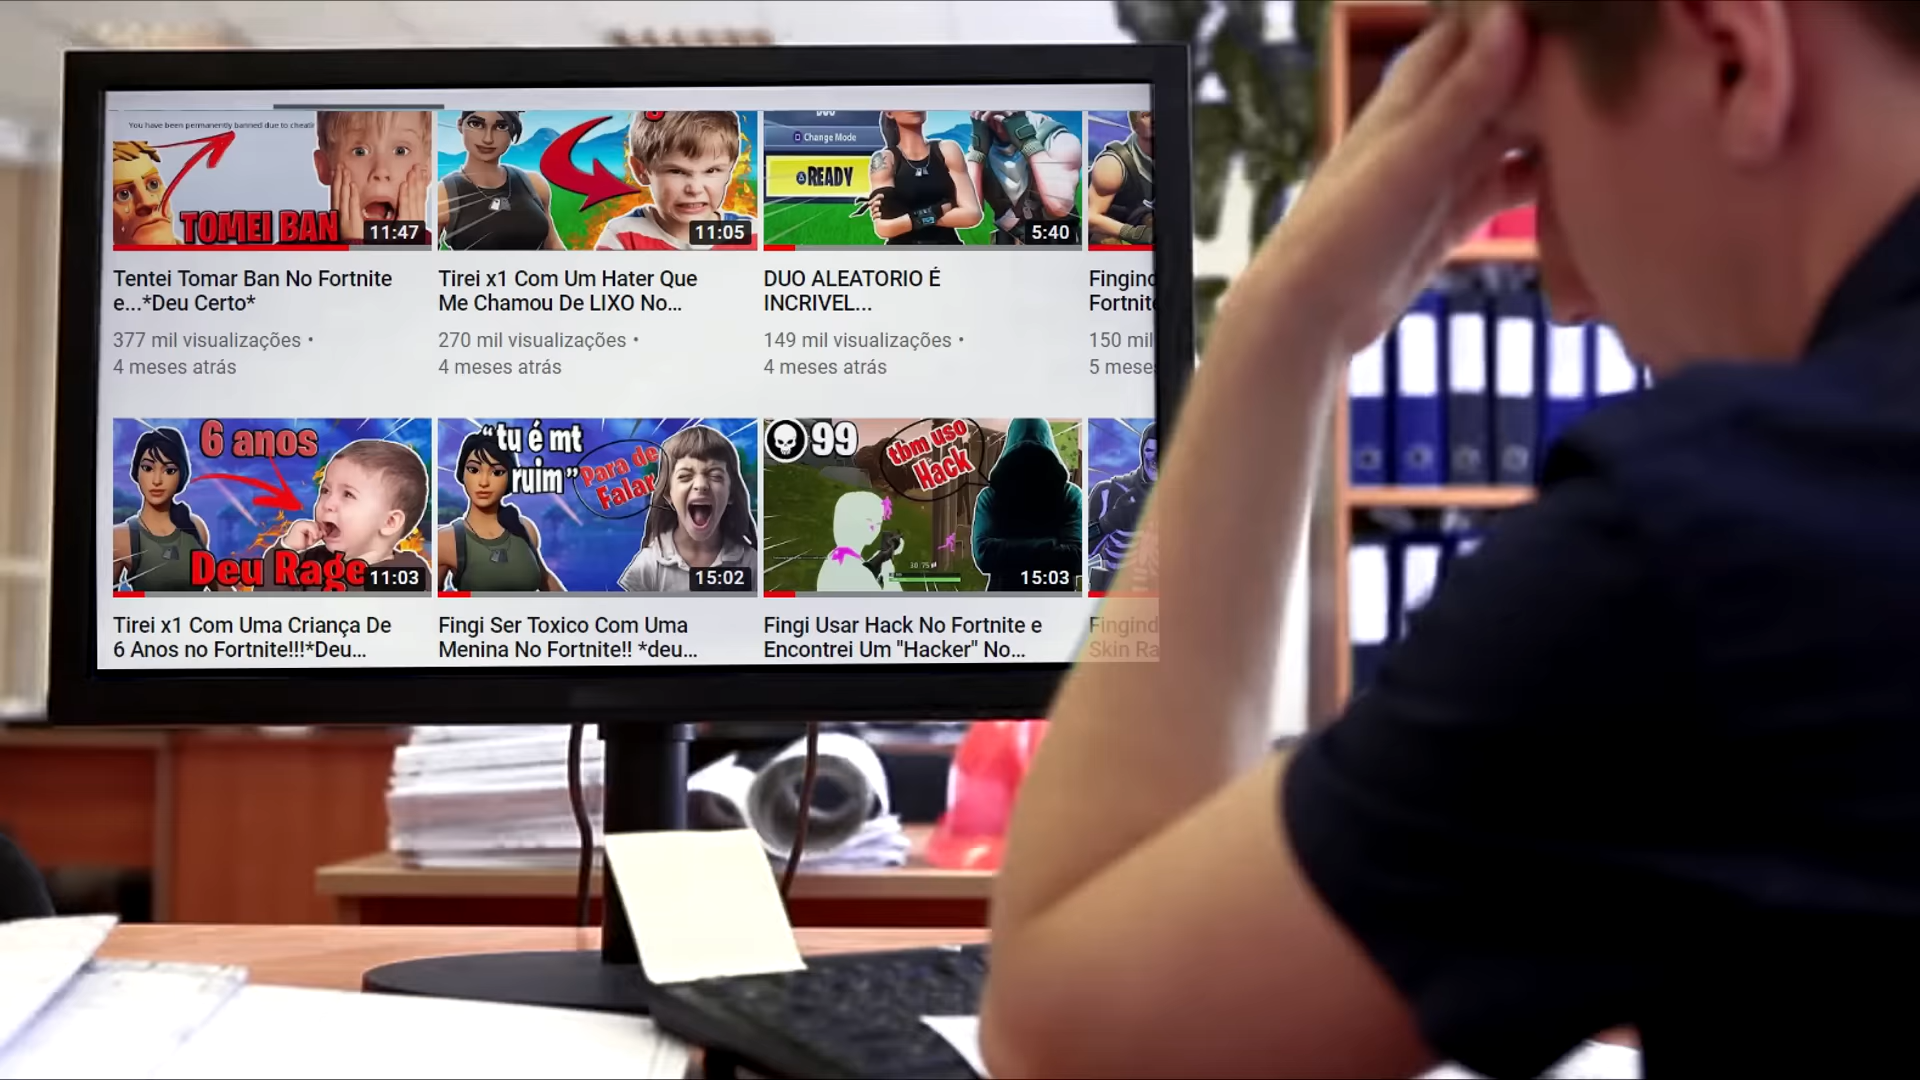 You have been permanently banned due to cheati
TOMEI BAN
11:47
11:05
Change Mode
READY
5:40
Tentei Tomar Ban No Fortnite
e...*Deu Certo*
377 mil visualizações •
4 meses atrás
Tirei x1 Com Um Hater Que
Me Chamou De LIXO No...
270 mil visualizações •
4 meses atrás
DUO ALEATORIO É
INCRIVEL...
149 mil visualizações •
4 meses atrás
Fingind
Fortnite
150 mil
5 mese
6 anos
Deu Rage
11:03
"tu é mt
ruim"
Para de
Falar
15:02
99
tbm uso
Hack
15:03
Tirei x1 Com Uma Criança De
6 Anos no Fortnite!!!*Deu...
Fingi Ser Toxico Com Uma
Menina No Fortnite!! *deu...
Fingi Usar Hack No Fortnite e
Encontrei Um "Hacker" No...
Fingind
Skin Ra